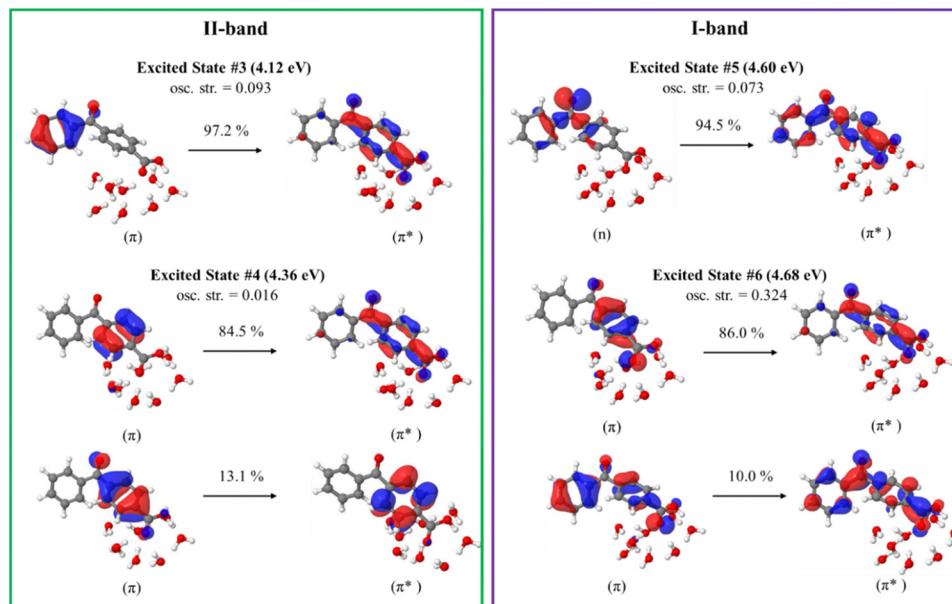 II-band
Excited State #3 (4.12 eV)
osc. str. = 0.093
97.2 %
(π)
(π* )
Excited State #4 (4.36 eV)
osc. str. = 0.016
84.5 %
(π)
(π* )
13.1 %
(π)
(π* )
I-band
Excited State #5 (4.60 eV)
osc. str. = 0.073
94.5 %
(n)
(π* )
Excited State #6 (4.68 eV)
osc. str. = 0.324
86.0 %
(π)
(π* )
10.0 %
(π)
(π* )